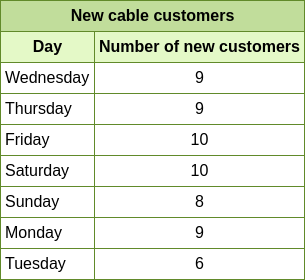 New cable customers
Day Number of new customers
Wednesday 9
Thursday 9
Friday 10
Saturday 10
Sunday 8
Monday 9
Tuesday 6